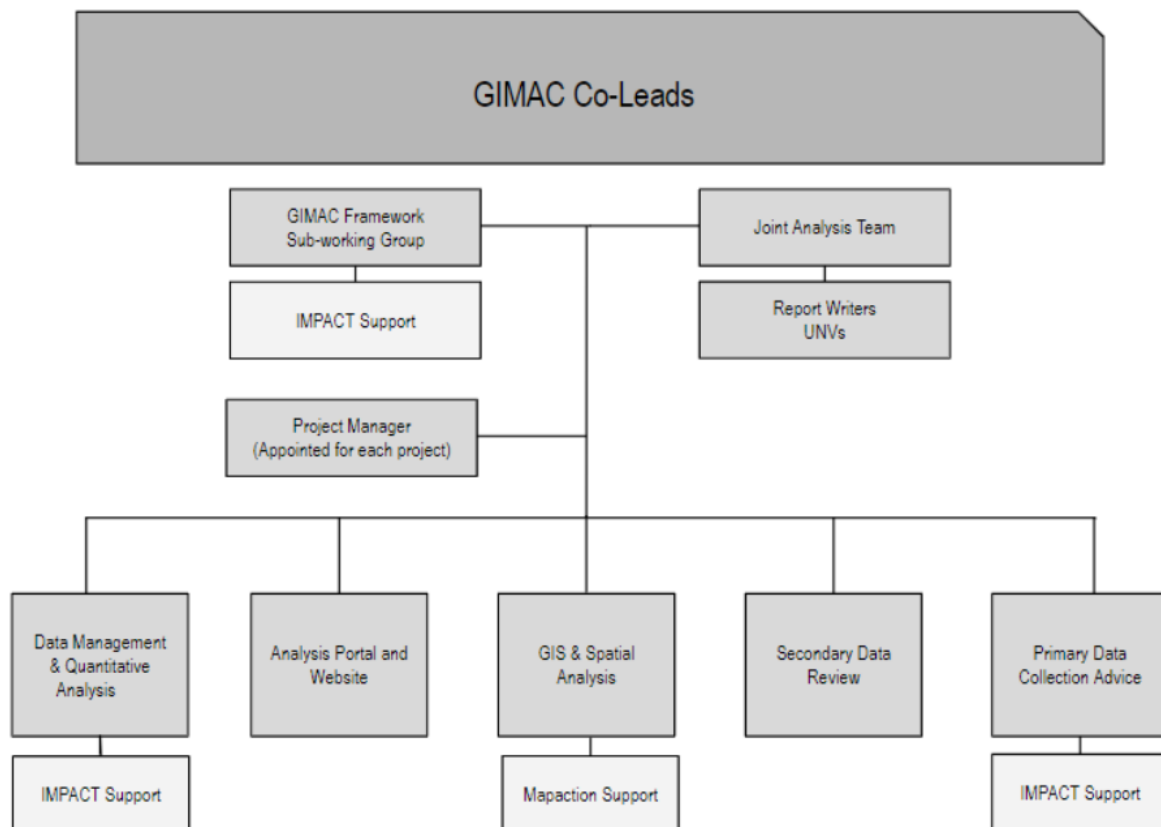 GIMAC Co-Leads
GIMAC Framework
Sub-working Group
Joint Analysis Team
IMPACT Support
Report Writers
UNVs
Project Manager
(Appointed for each project)
Data Management
& Quantitative
Analysis
Analysis Portal and
Website
GIS & Spatial
Analysis
Secondary Data
Review
Primary Data
Collection Advice
IMPACT Support
Mapaction Support
IMPACT Support